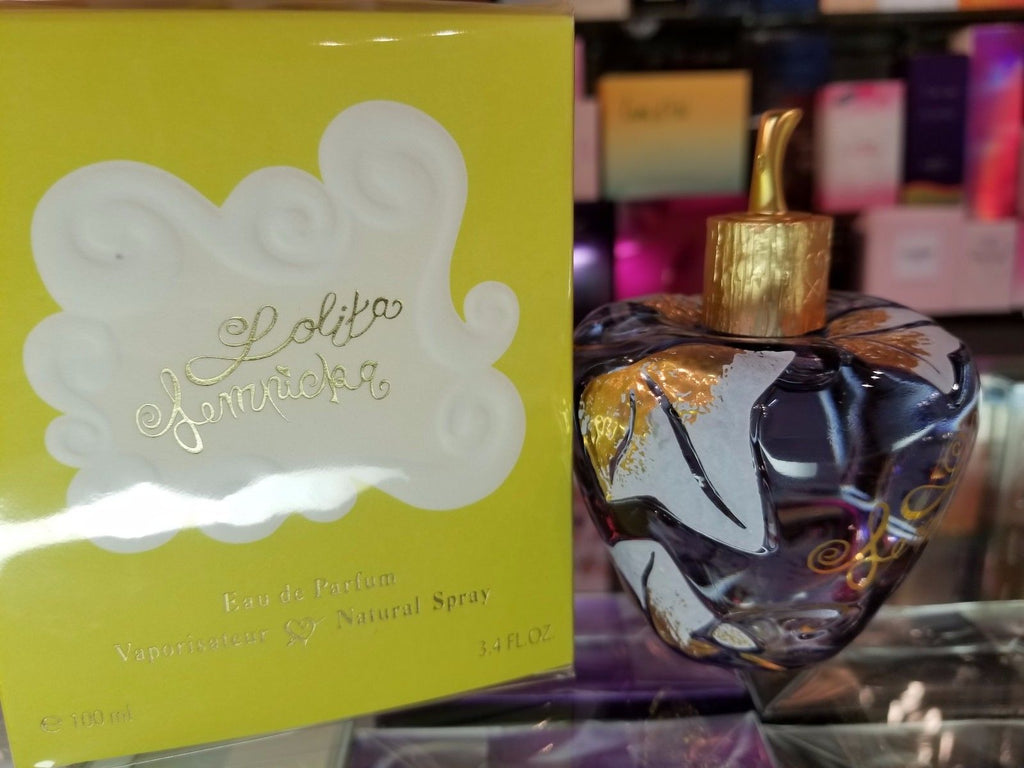 Lolita
Lempicka
Eau de Parfum
Vaporisateur Natural Spray
3.4 FL.OZ.
e 100 ml